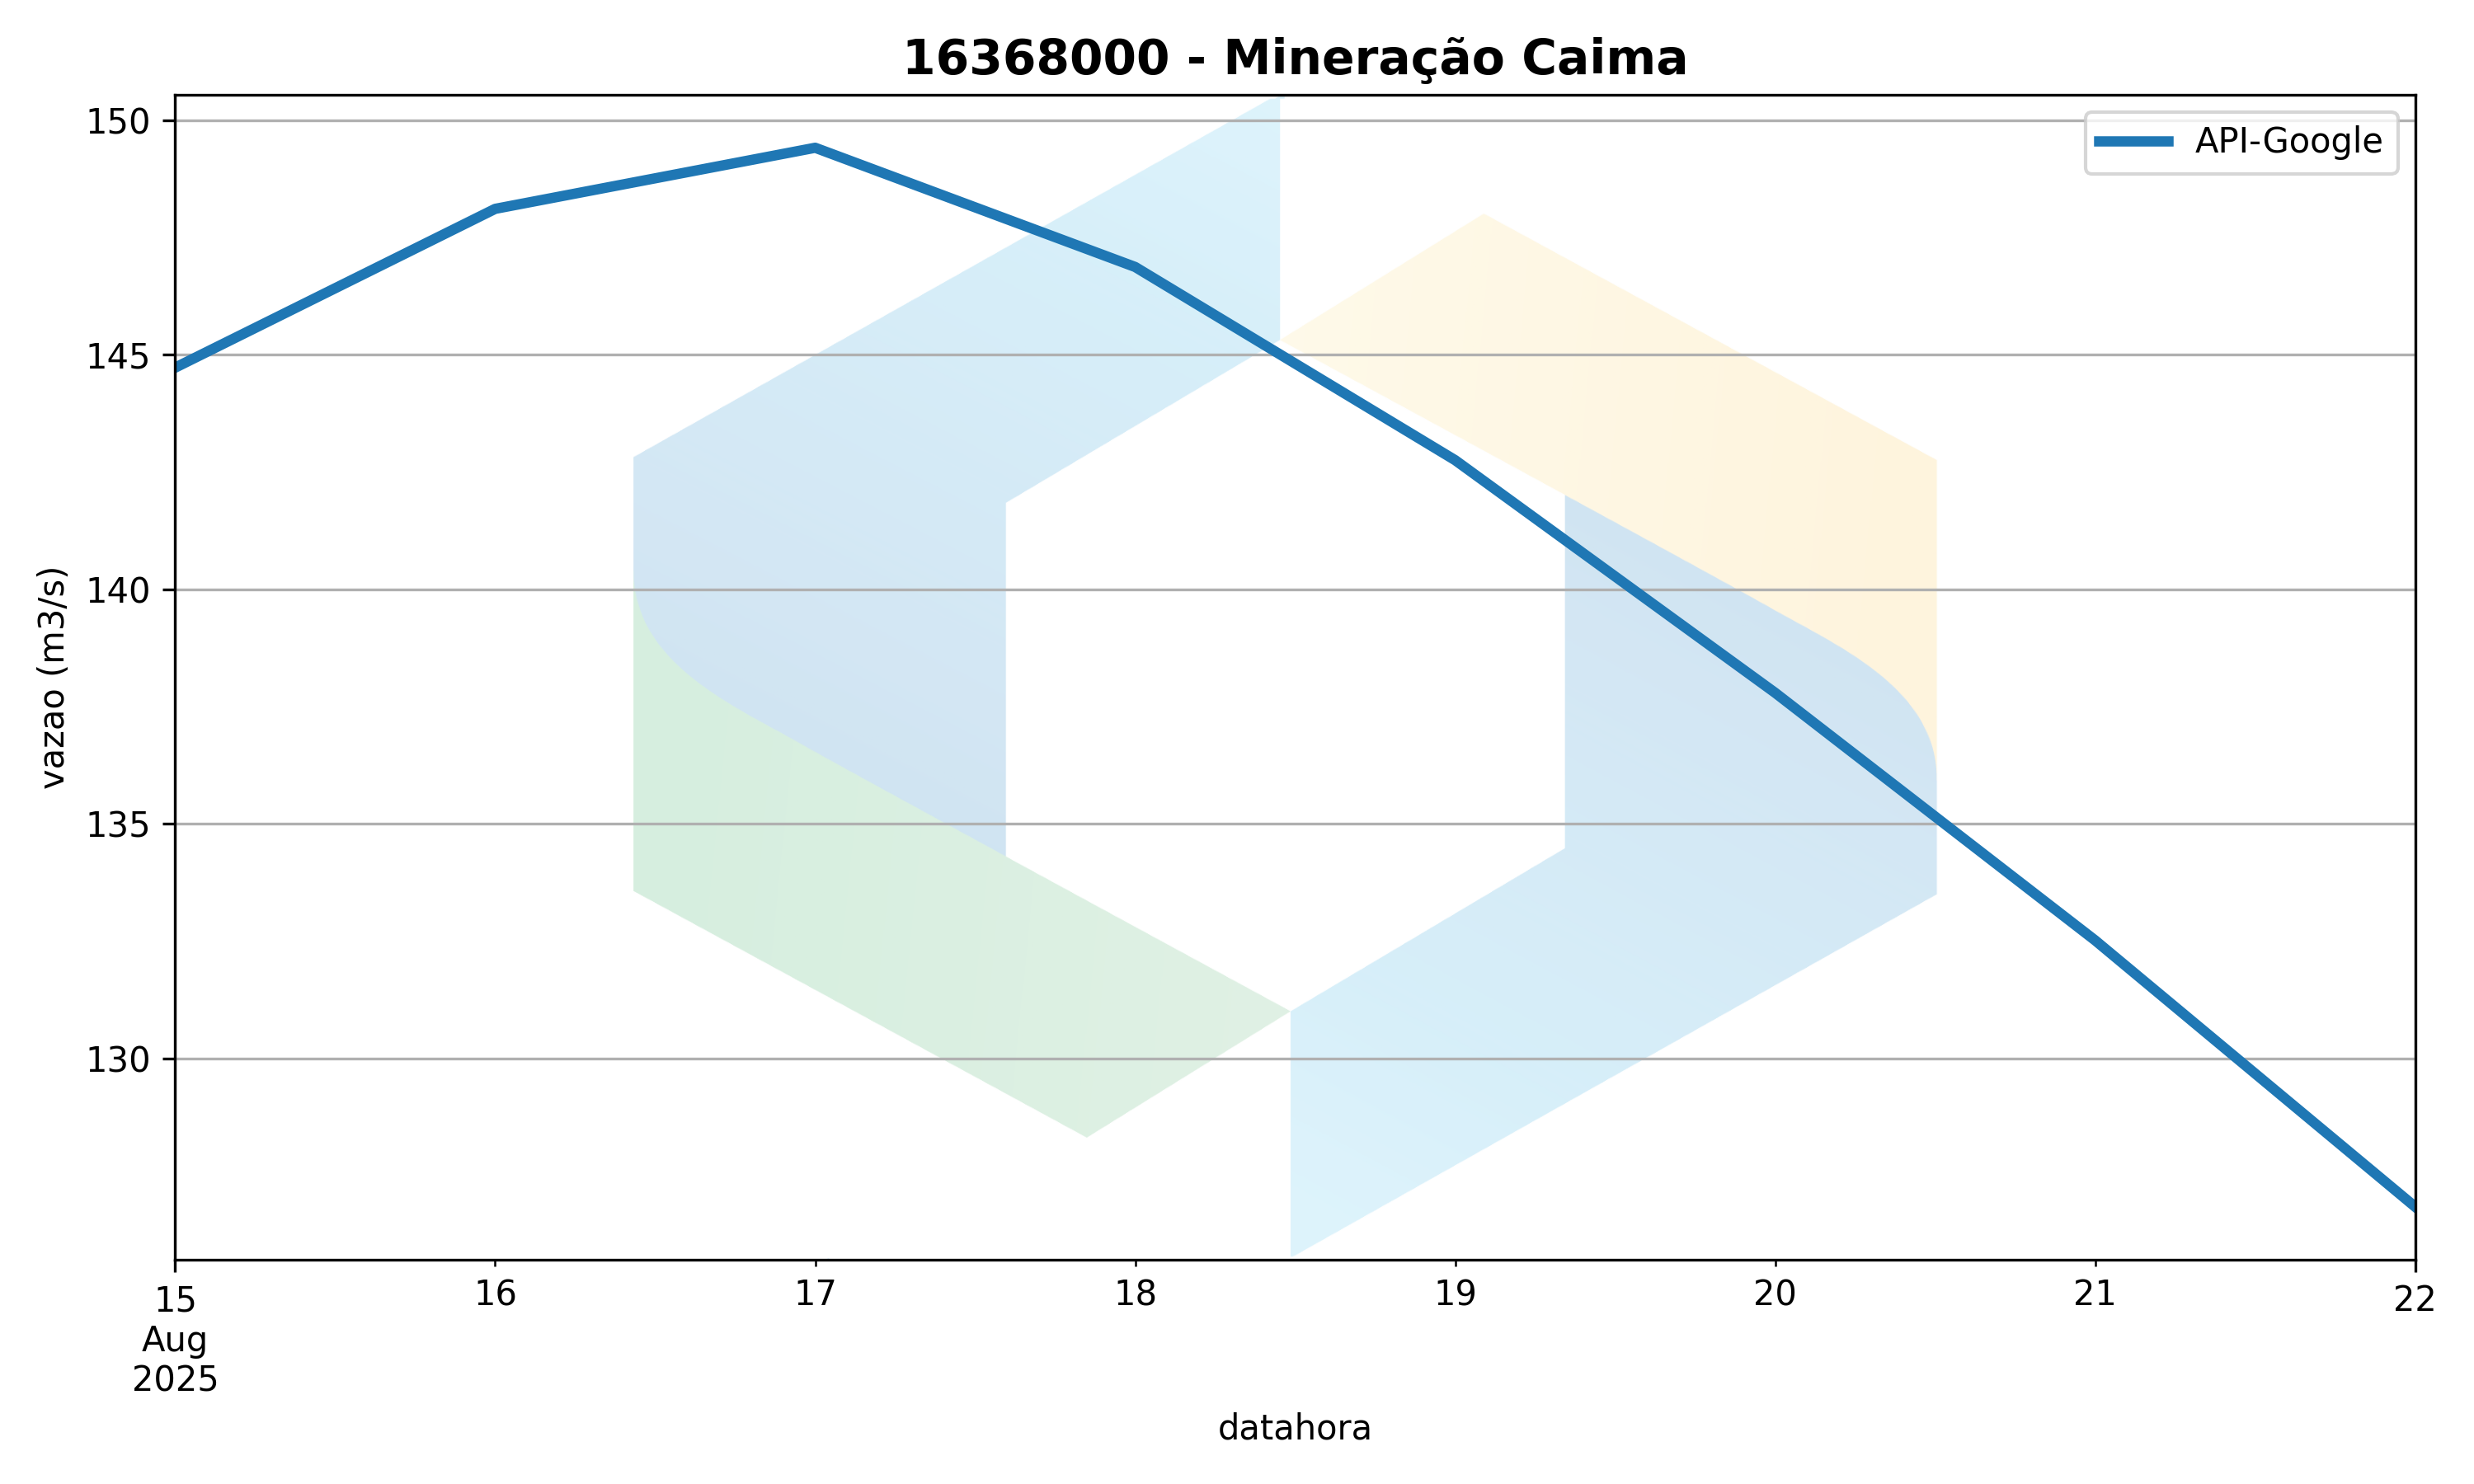 16368000 - Mineração Caima
API-Google
vazao (m3/s)
150
145
140
135
130
15 16 17 18 19 20 21 22
Aug
2025
datahora